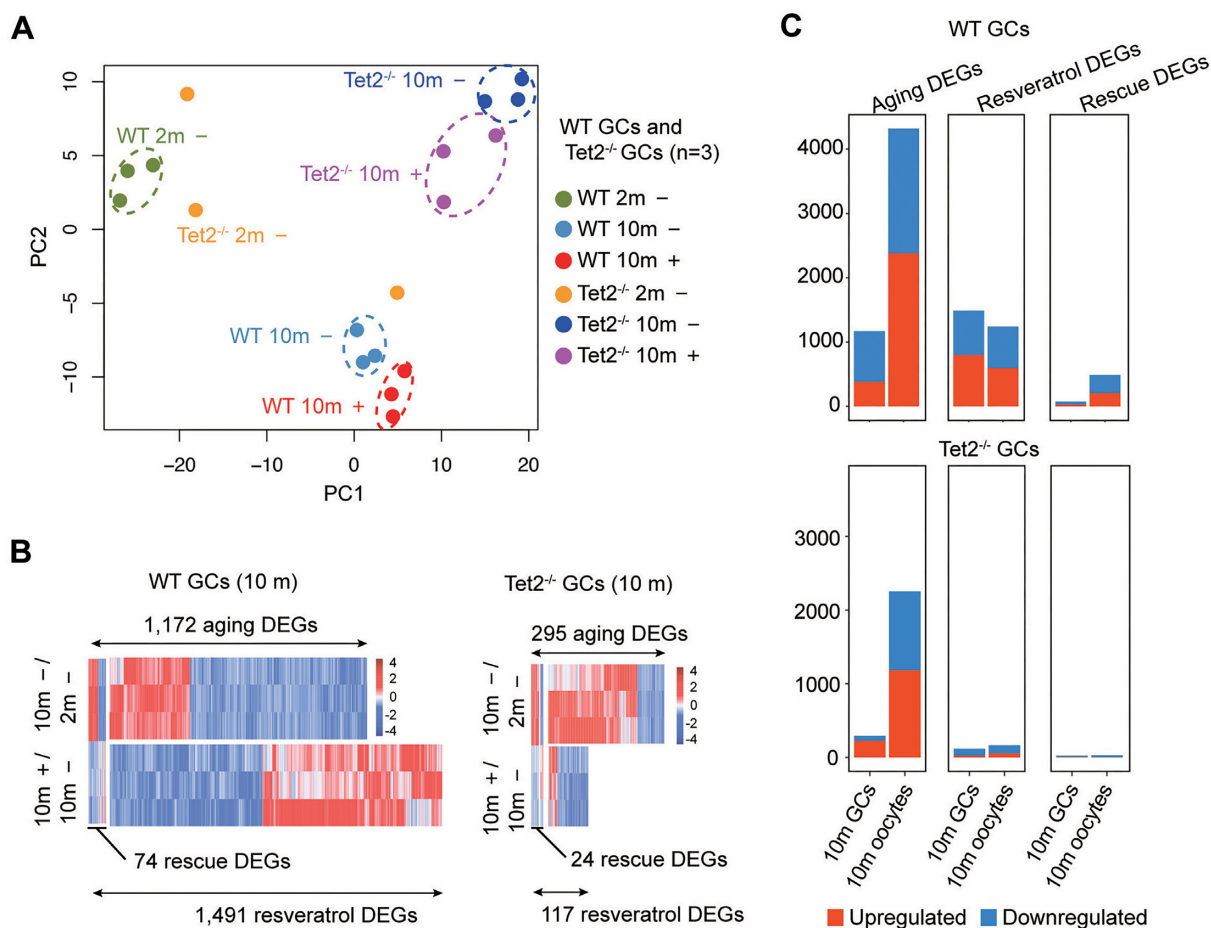 A
10
5
0
−5
−10
PC2
−20
−10
0
10
20
PC1
WT 2m −
Tet2-/- 2m −
WT 10m −
WT 10m +
Tet2-/- 10m −
Tet2-/- 10m +
WT GCs and
Tet2-/- GCs (n=3)
WT 2m −
WT 10m −
WT 10m +
Tet2-/- 2m −
Tet2-/- 10m −
Tet2-/- 10m +
B
WT GCs (10 m)
1,172 aging DEGs
10m − /
2m −
10m + /
10m −
4
2
0
-2
-4
74 rescue DEGs
1,491 resveratrol DEGs
Tet2-/- GCs (10 m)
295 aging DEGs
10m − /
2m −
10m + /
10m −
4
2
0
-2
-4
24 rescue DEGs
117 resveratrol DEGs
C
WT GCs
Aging DEGs
Resveratrol DEGs
Rescue DEGs
4000
3000
2000
1000
0
Tet2-/- GCs
3000
2000
1000
0
10m GCs
10m oocytes
10m GCs
10m oocytes
10m GCs
10m oocytes
Upregulated
Downregulated